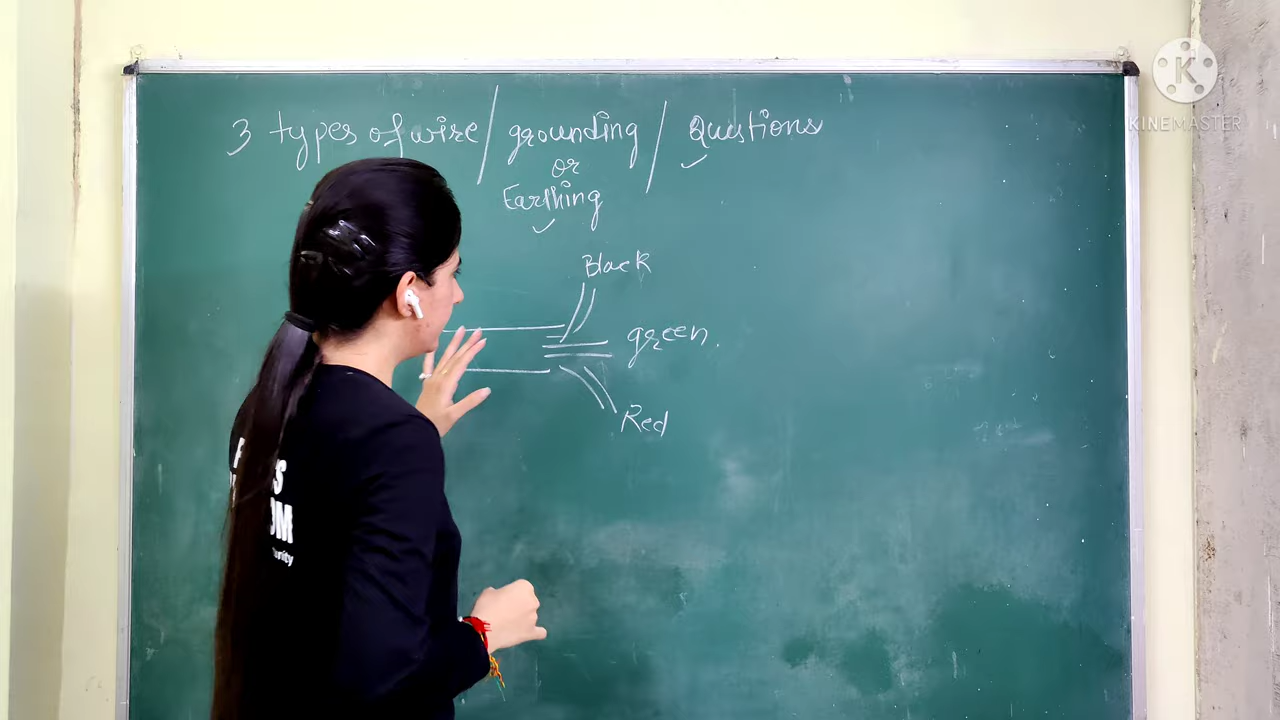 3 types of wire / grounding / Questions
or
Earthing
Black
green.
Red
K
KINEMASTER